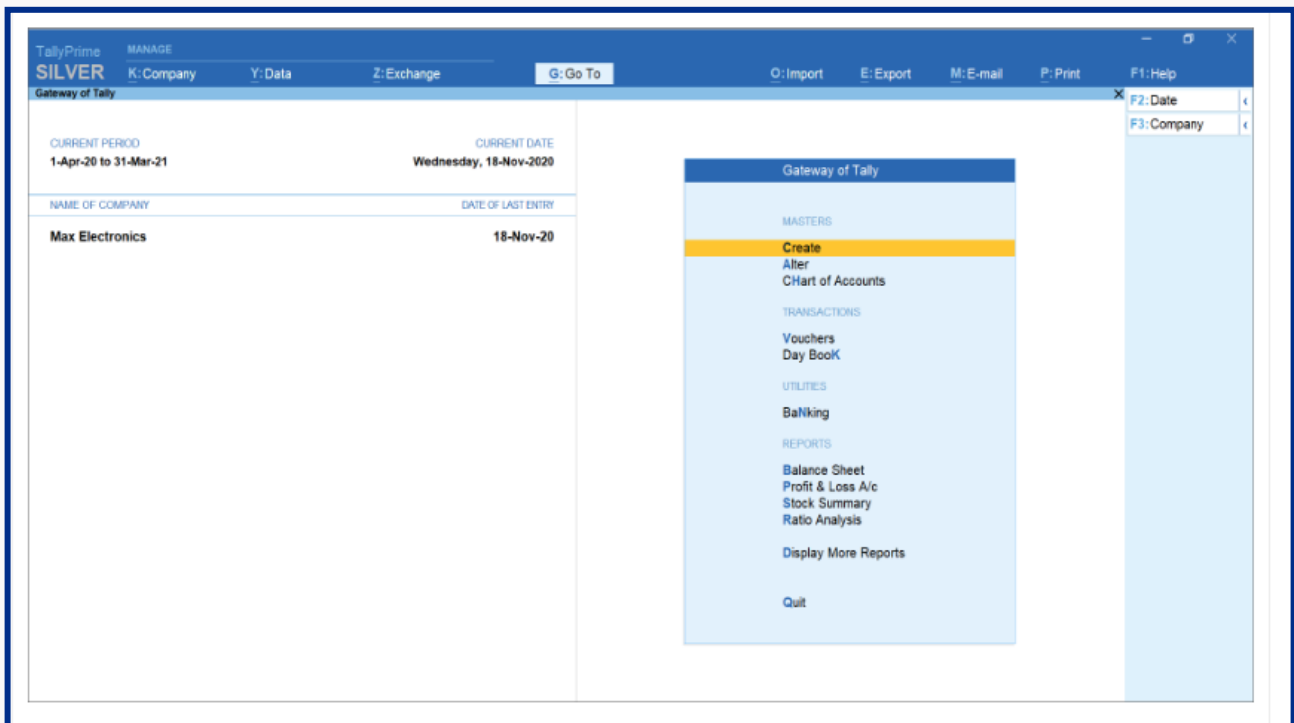 TallyPrime MANAGE
SILVER K:Company Y:Data Z:Exchange G:Go To O:Import E:Export M:E-mail P:Print F1:Help
Gateway of Tally
F2:Date
F3:Company
CURRENT PERIOD CURRENT DATE
1-Apr-20 to 31-Mar-21 Wednesday, 18-Nov-2020
NAME OF COMPANY DATE OF LAST ENTRY
Max Electronics 18-Nov-20
Gateway of Tally
MASTERS
Create
Alter
CHart of Accounts
TRANSACTIONS
Vouchers
Day BooK
UTILITIES
BaNking
REPORTS
Balance Sheet
Profit & Loss A/c
Stock Summary
Ratio Analysis
Display More Reports
Quit